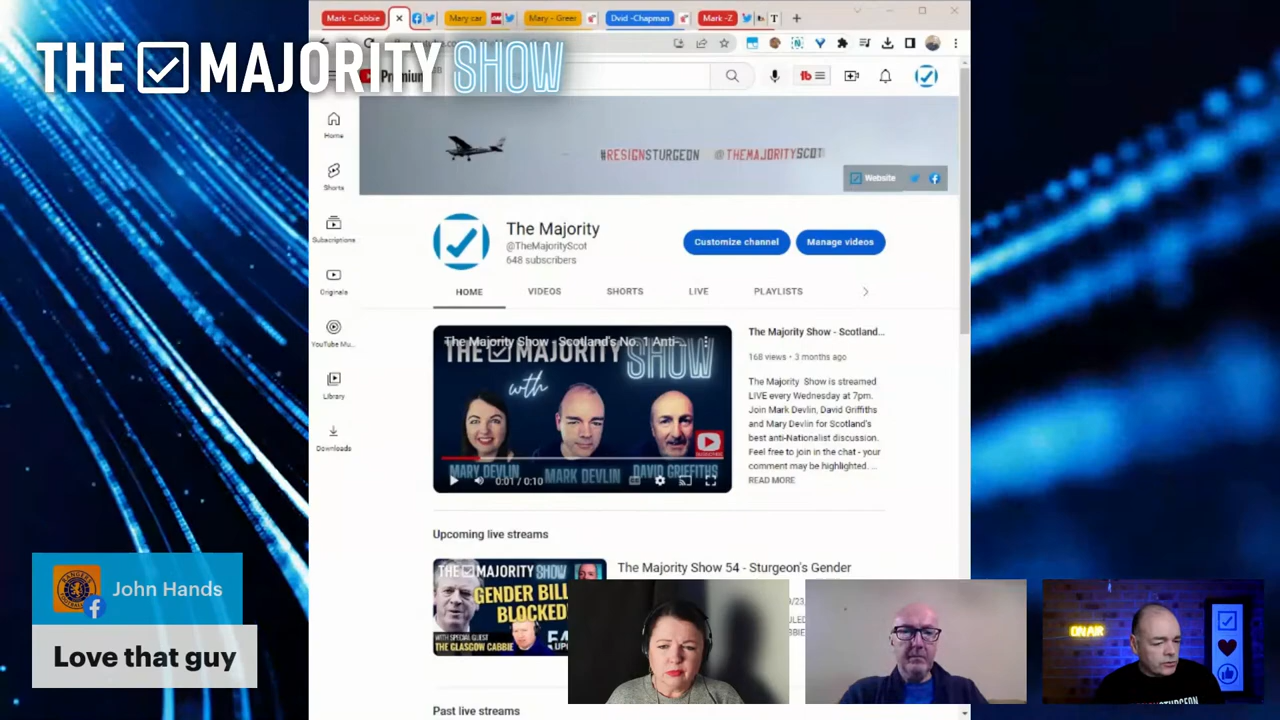 Mark - Cabbie
Mary car
Mary - Greer
Dvid -Chapman
Mark -Z
THE MAJORITY SHOW
Premium
#RESIGNSTURGEON @THEMAJORITYSCOT
Website
Home
Shorts
Subscriptions
Originals
YouTube Mu...
Library
Downloads
The Majority
@TheMajorityScot
648 subscribers
Customize channel
Manage videos
HOME
VIDEOS
SHORTS
LIVE
PLAYLISTS
The Majority Show - Scotland's No. 1 Anti-...
THE MAJORITY SHOW
with
MARY DEVLIN
MARK DEVLIN
DAVID GRIFFITHS
0:01 / 0:10
The Majority Show - Scotland...
168 views • 3 months ago
The Majority Show is streamed
LIVE every Wednesday at 7pm.
Join Mark Devlin, David Griffiths
and Mary Devlin for Scotland's
best anti-Nationalist discussion.
Feel free to join in the chat - your
comment may be highlighted. ...
READ MORE
Upcoming live streams
THE MAJORITY SHOW
GENDER BILL
BLOCKED!
WITH SPECIAL GUEST
THE GLASGOW CABBIE
The Majority Show 54 - Sturgeon's Gender
Past live streams
John Hands
Love that guy
ON AIR